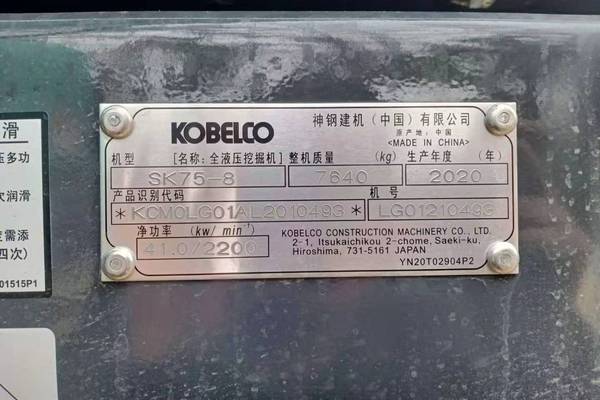 滑
压多功
次润滑
度需添
四次）
01515P1
KOBELCO
神钢建机（中国）有限公司
原产地：中国
<MADE IN CHINA>
机型 [名称：全液压挖掘机] 整机质量 (kg) 生产年度 (年)
SK75-8 7640 2020
产品识别代码 机号
*KCM0LG01AL2010493* LG01210493
净功率 (kw/ min⁻¹)
41.0/2200
KOBELCO CONSTRUCTION MACHINERY CO., LTD.
2-1, Itsukaichikou 2-chome, Saeki-ku,
Hiroshima, 731-5161 JAPAN
YN20T02904P2